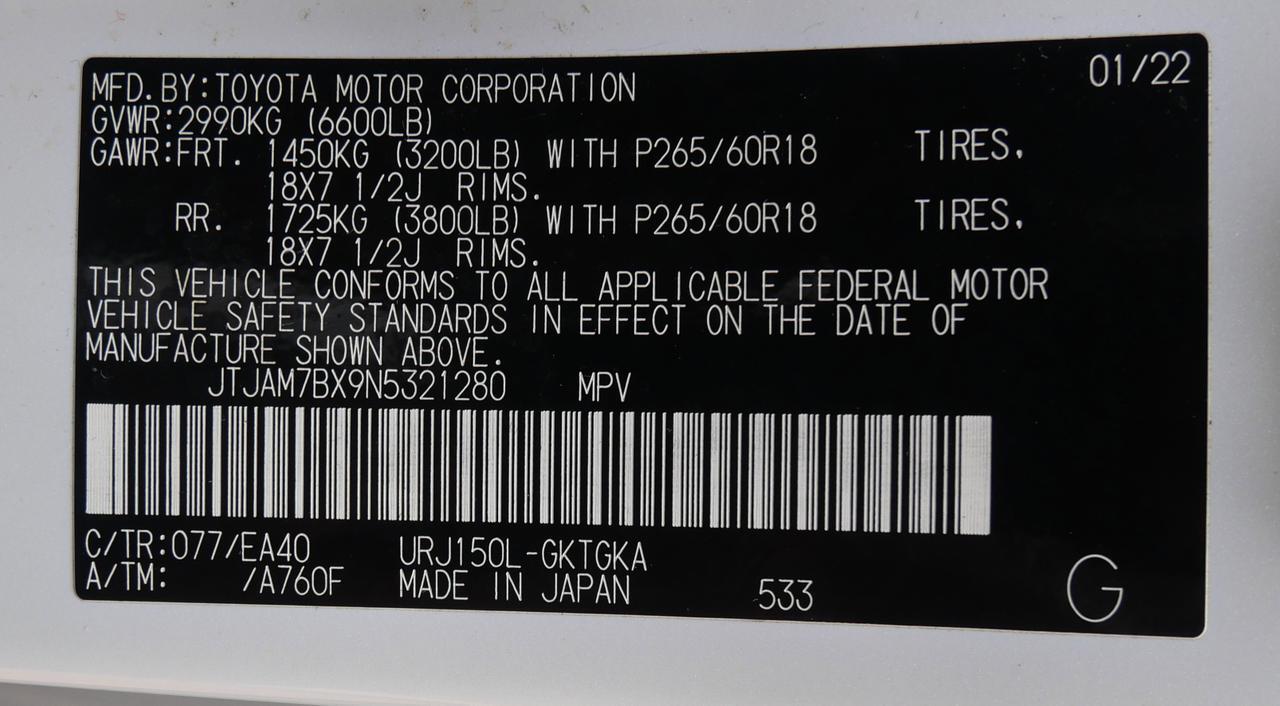 01/22
MFD.BY:TOYOTA MOTOR CORPORATION
GVWR:2990KG (6600LB)
GAWR:FRT. 1450KG (3200LB) WITH P265/60R18 TIRES.
18X7 1/2J RIMS.
RR. 1725KG (3800LB) WITH P265/60R18 TIRES.
18X7 1/2J RIMS.
THIS VEHICLE CONFORMS TO ALL APPLICABLE FEDERAL MOTOR
VEHICLE SAFETY STANDARDS IN EFFECT ON THE DATE OF
MANUFACTURE SHOWN ABOVE.
JTJAM7BX9N5321280 MPV
C/TR:077/EA40 URJ150L-GKTGKA
A/TM: /A760F MADE IN JAPAN 533 G